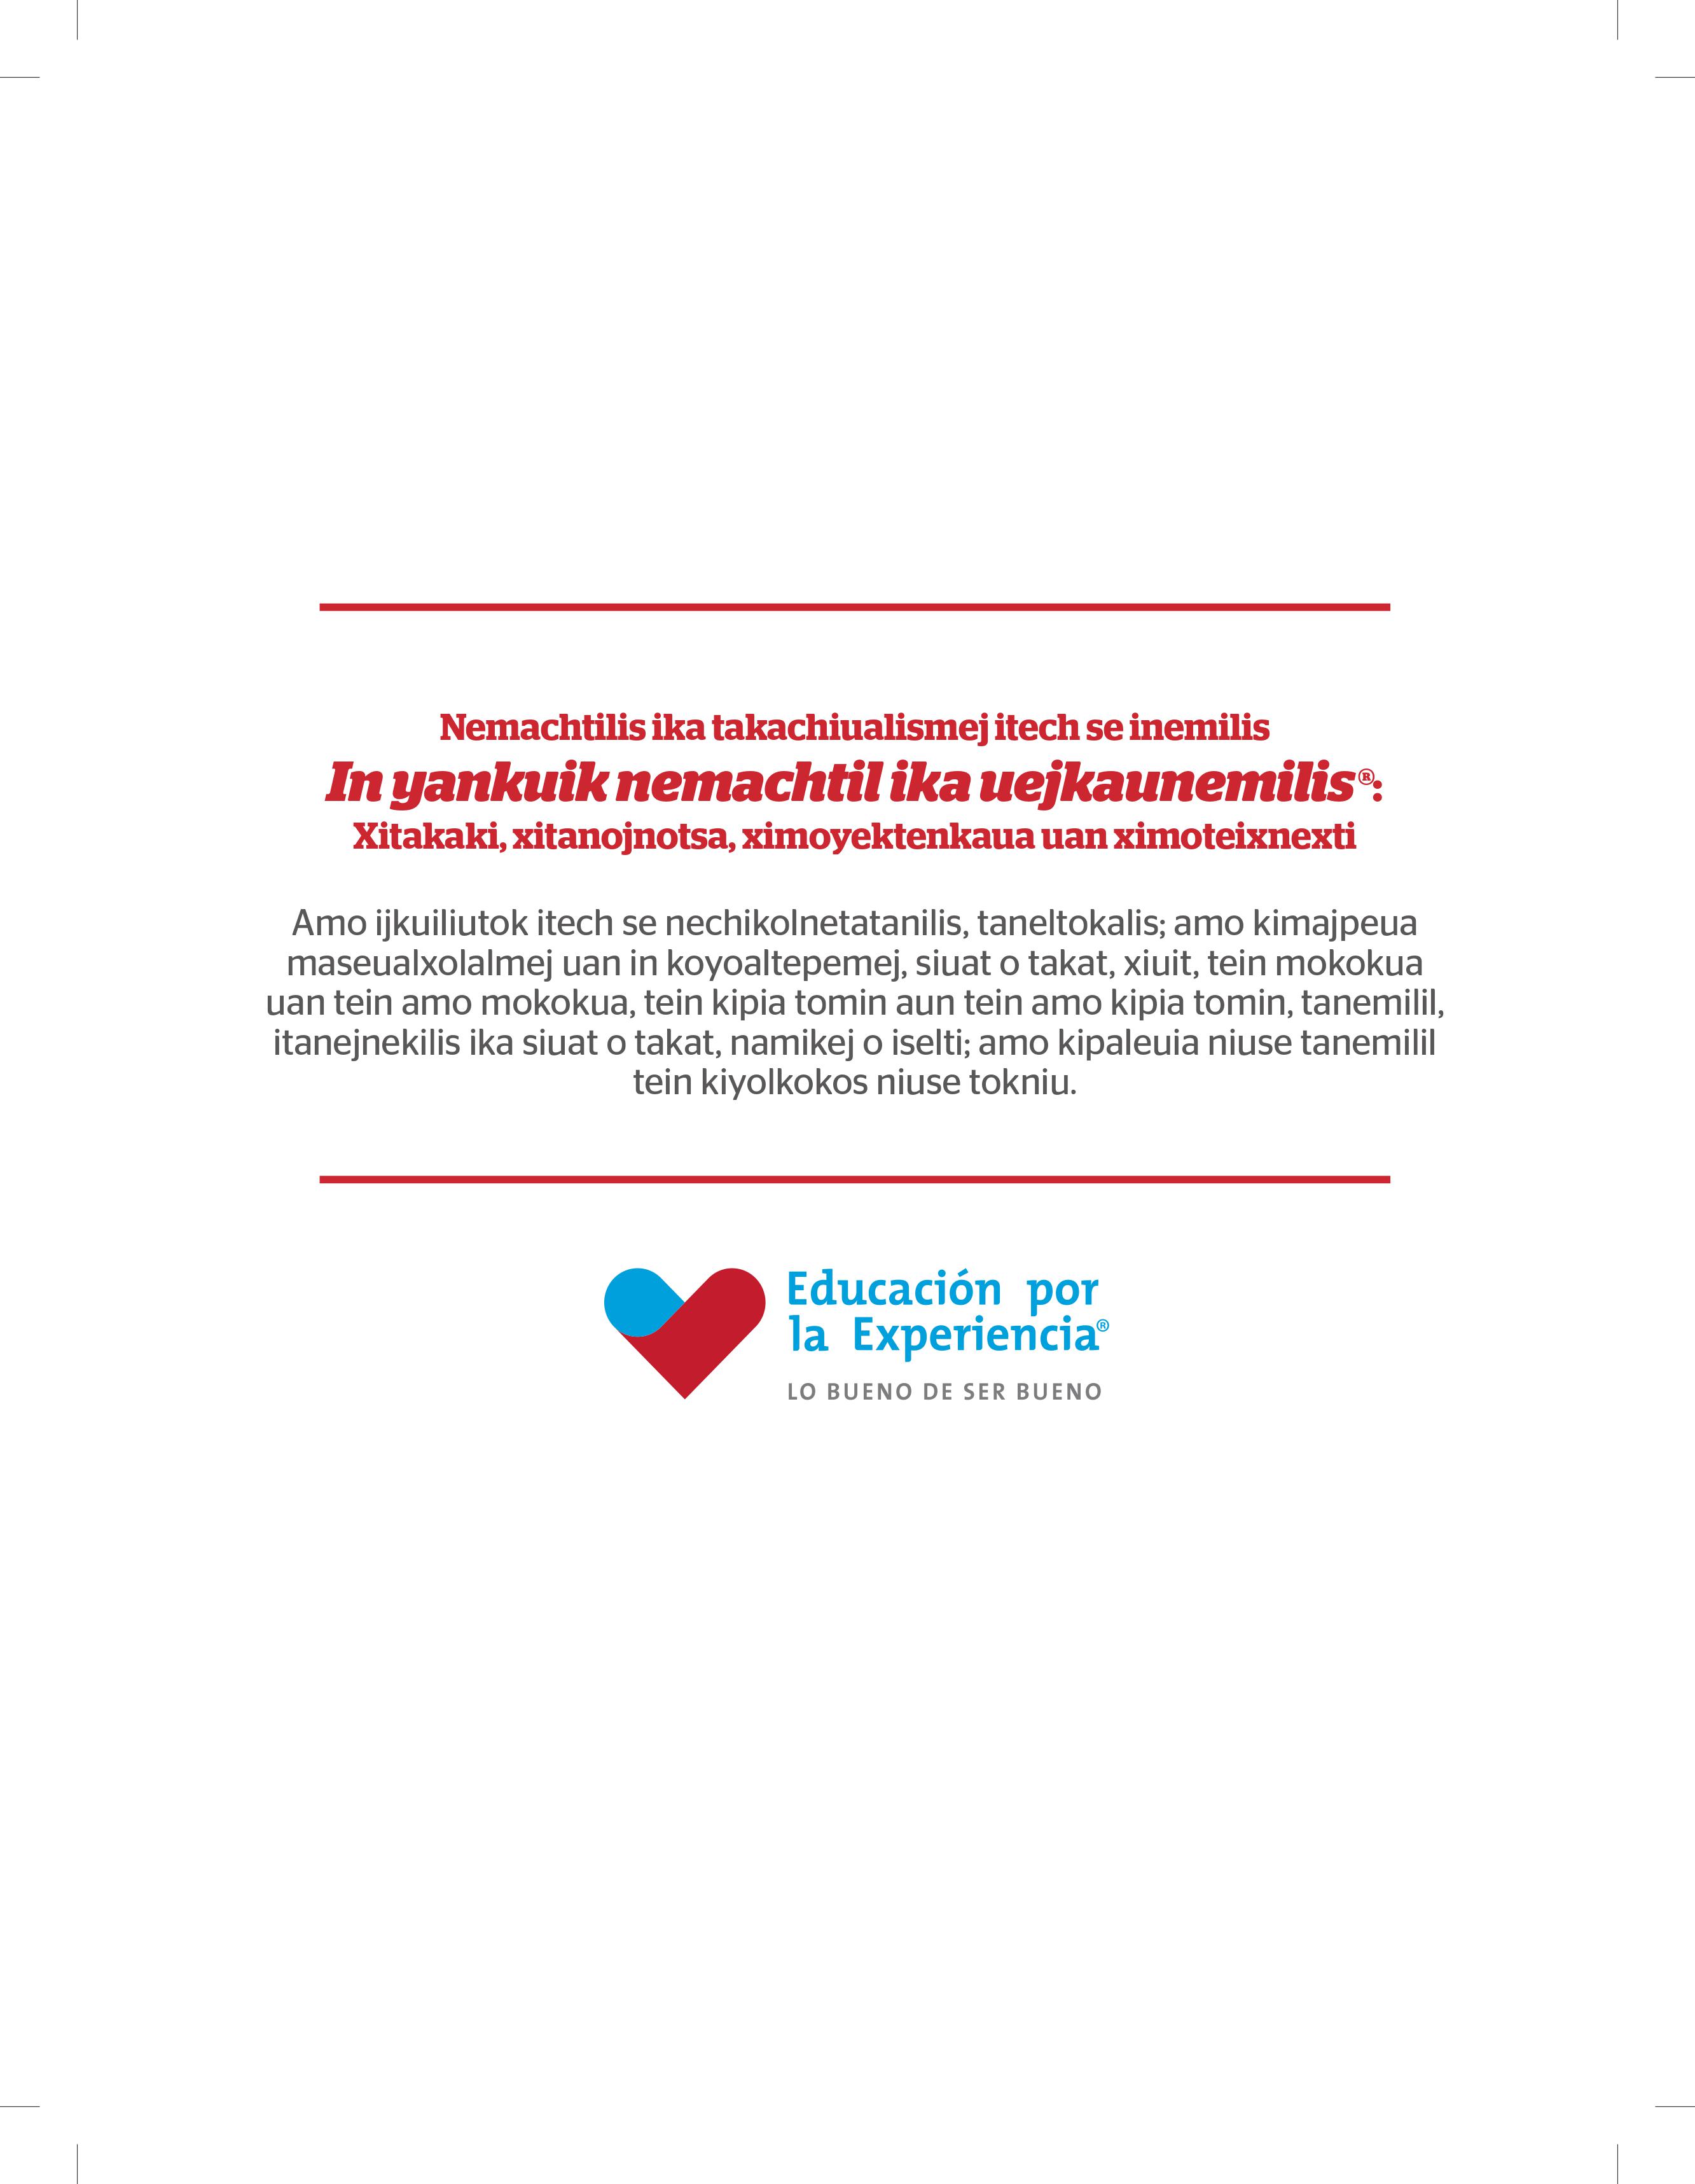 Nemachtilis ika takachiualismej itech se inemilis
In yankuik nemachtil ika uejkaunemilis®:
Xitakaki, xitanojnotsa, ximoyektenkaua uan ximoteixnexti
Amo ijkuiliutok itech se nechikolnetatanilis, taneltokalis; amo kimajpeua
maseualxolalmej uan in koyoaltepemej, siuat o takat, xiuit, tein mokokua
uan tein amo mokokua, tein kipia tomin aun tein amo kipia tomin, tanemilil,
itanejnekilis ika siuat o takat, namikej o iselti; amo kipaleuia niuse tanemilil
tein kiyolkokos niuse tokniu.
Educación por
la Experiencia®
LO BUENO DE SER BUENO